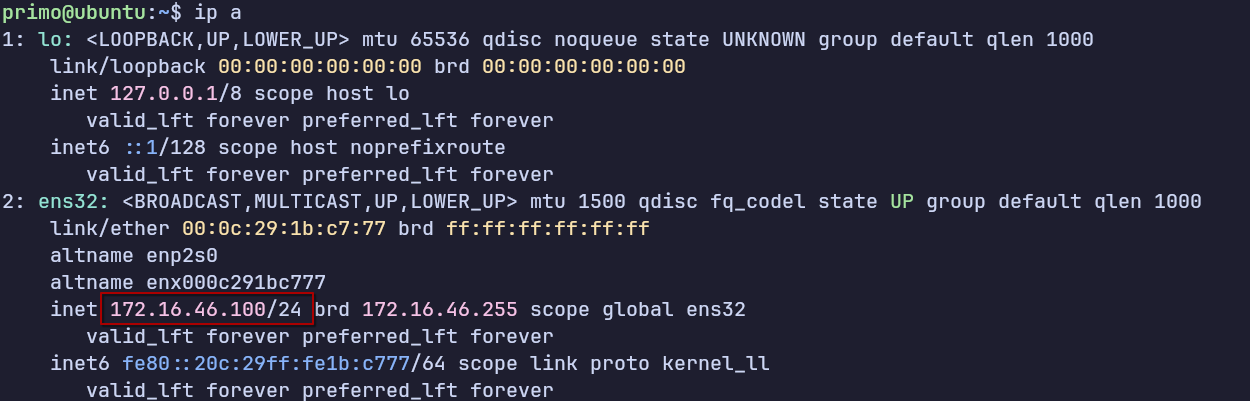 primo@ubuntu:~$ ip a
1: lo: <LOOPBACK,UP,LOWER_UP> mtu 65536 qdisc noqueue state UNKNOWN group default qlen 1000
    link/loopback 00:00:00:00:00:00 brd 00:00:00:00:00:00
    inet 127.0.0.1/8 scope host lo
       valid_lft forever preferred_lft forever
    inet6 ::1/128 scope host noprefixroute
       valid_lft forever preferred_lft forever
2: ens32: <BROADCAST,MULTICAST,UP,LOWER_UP> mtu 1500 qdisc fq_codel state UP group default qlen 1000
    link/ether 00:0c:29:1b:c7:77 brd ff:ff:ff:ff:ff:ff
    altname enp2s0
    altname enx000c291bc777
    inet 172.16.46.100/24 brd 172.16.46.255 scope global ens32
       valid_lft forever preferred_lft forever
    inet6 fe80::20c:29ff:fe1b:c777/64 scope link proto kernel_ll
       valid_lft forever preferred_lft forever